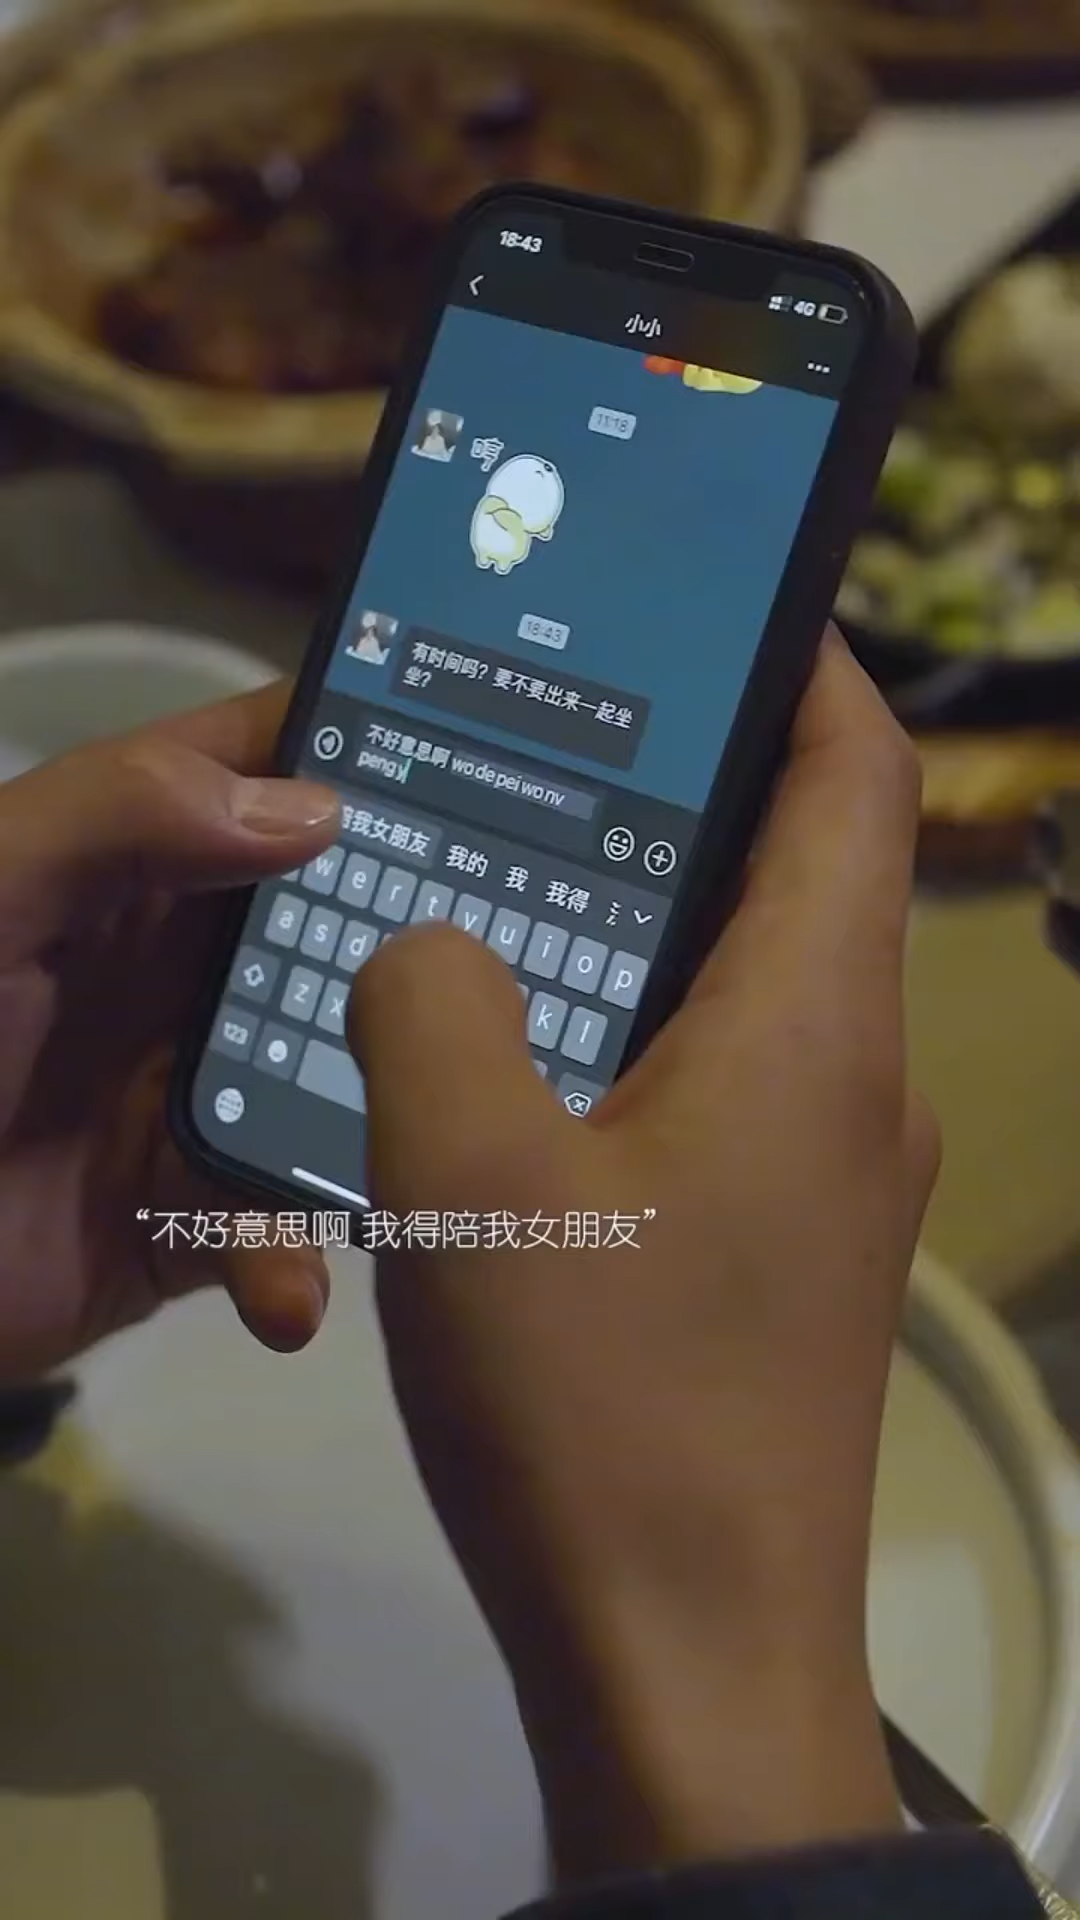 18:43
4G
小小
11:18
哼
18:43
有时间吗？要不要出来一起坐
坐？
不好意思啊 wo de pei wo nv
peng y
陪我女朋友 我的 我 我得
w e r t y u i o p
a s d k l
z x
123
“不好意思啊 我得陪我女朋友”